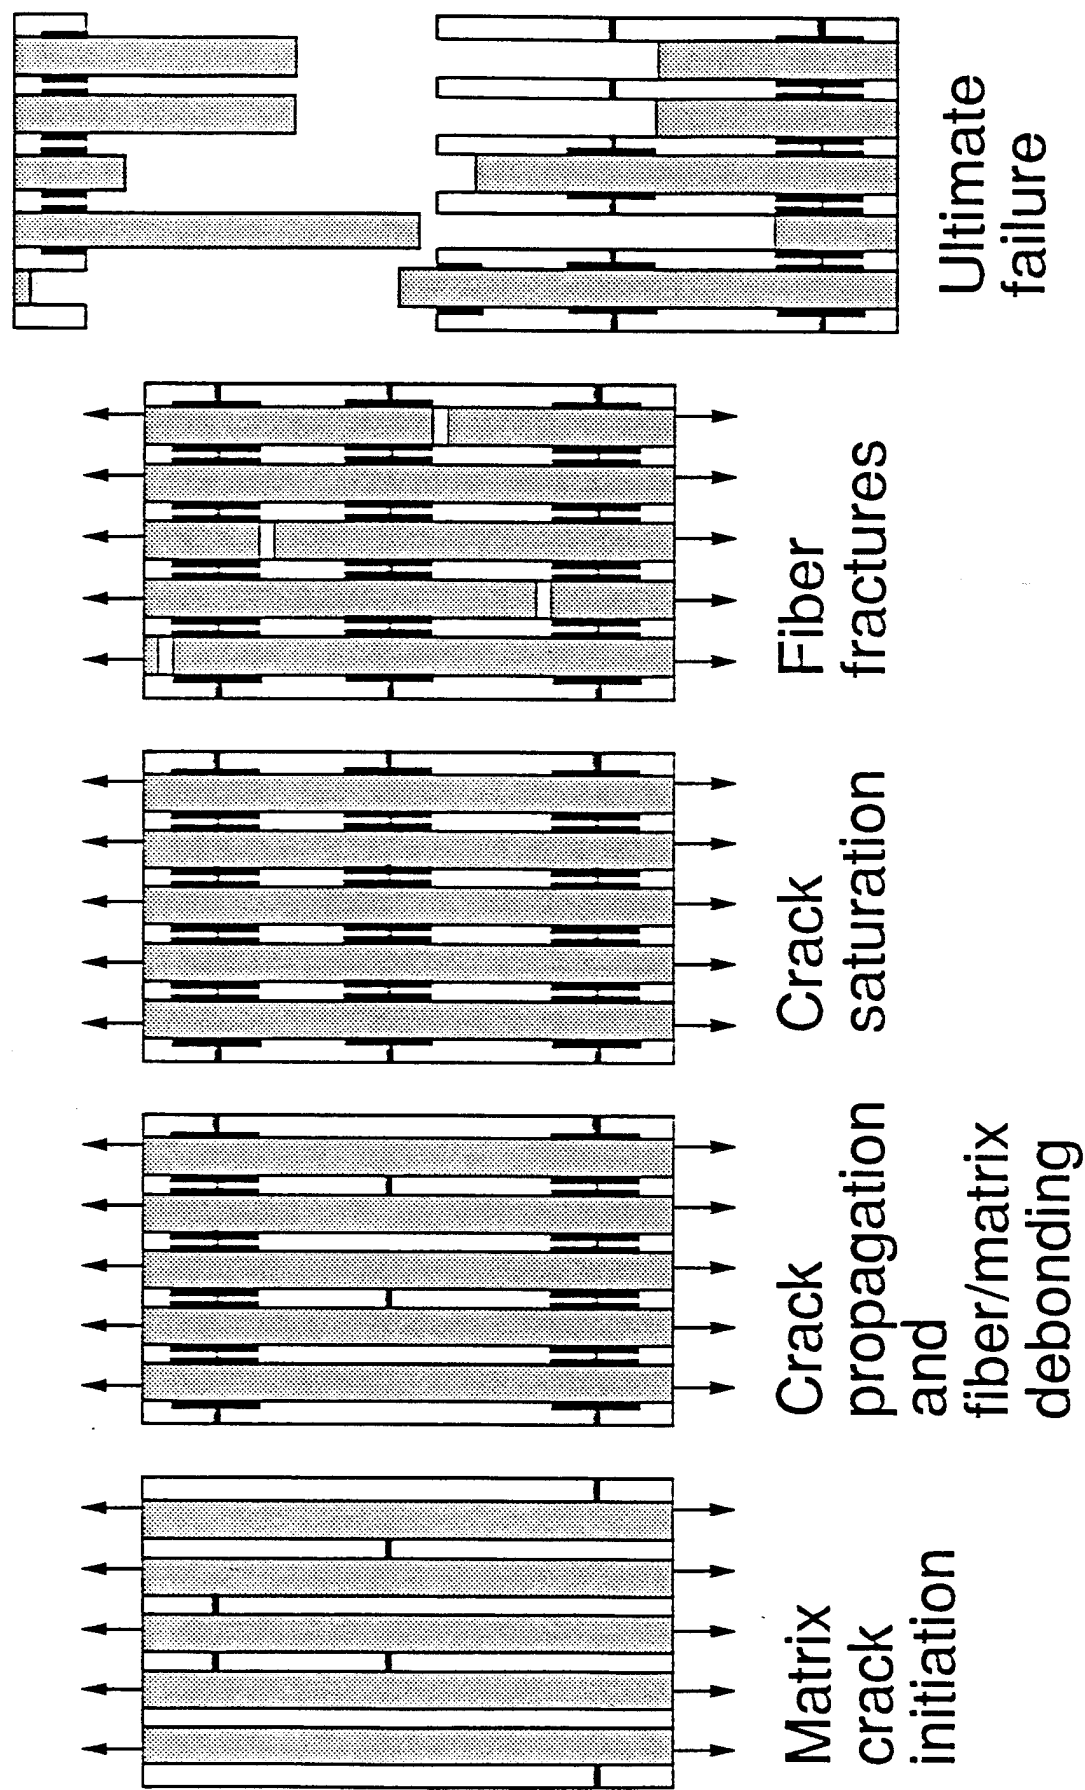 Matrix
crack
initiation
Crack
propagation
and
fiber/matrix
debonding
Crack
saturation
Fiber
fractures
Ultimate
failure